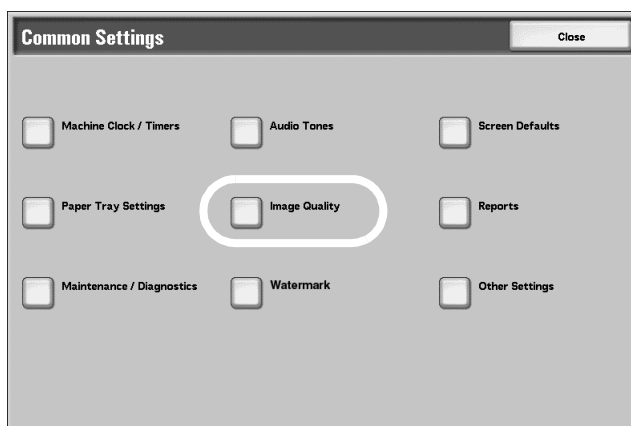 Common Settings
Close
Machine Clock / Timers
Audio Tones
Screen Defaults
Paper Tray Settings
Image Quality
Reports
Maintenance / Diagnostics
Watermark
Other Settings